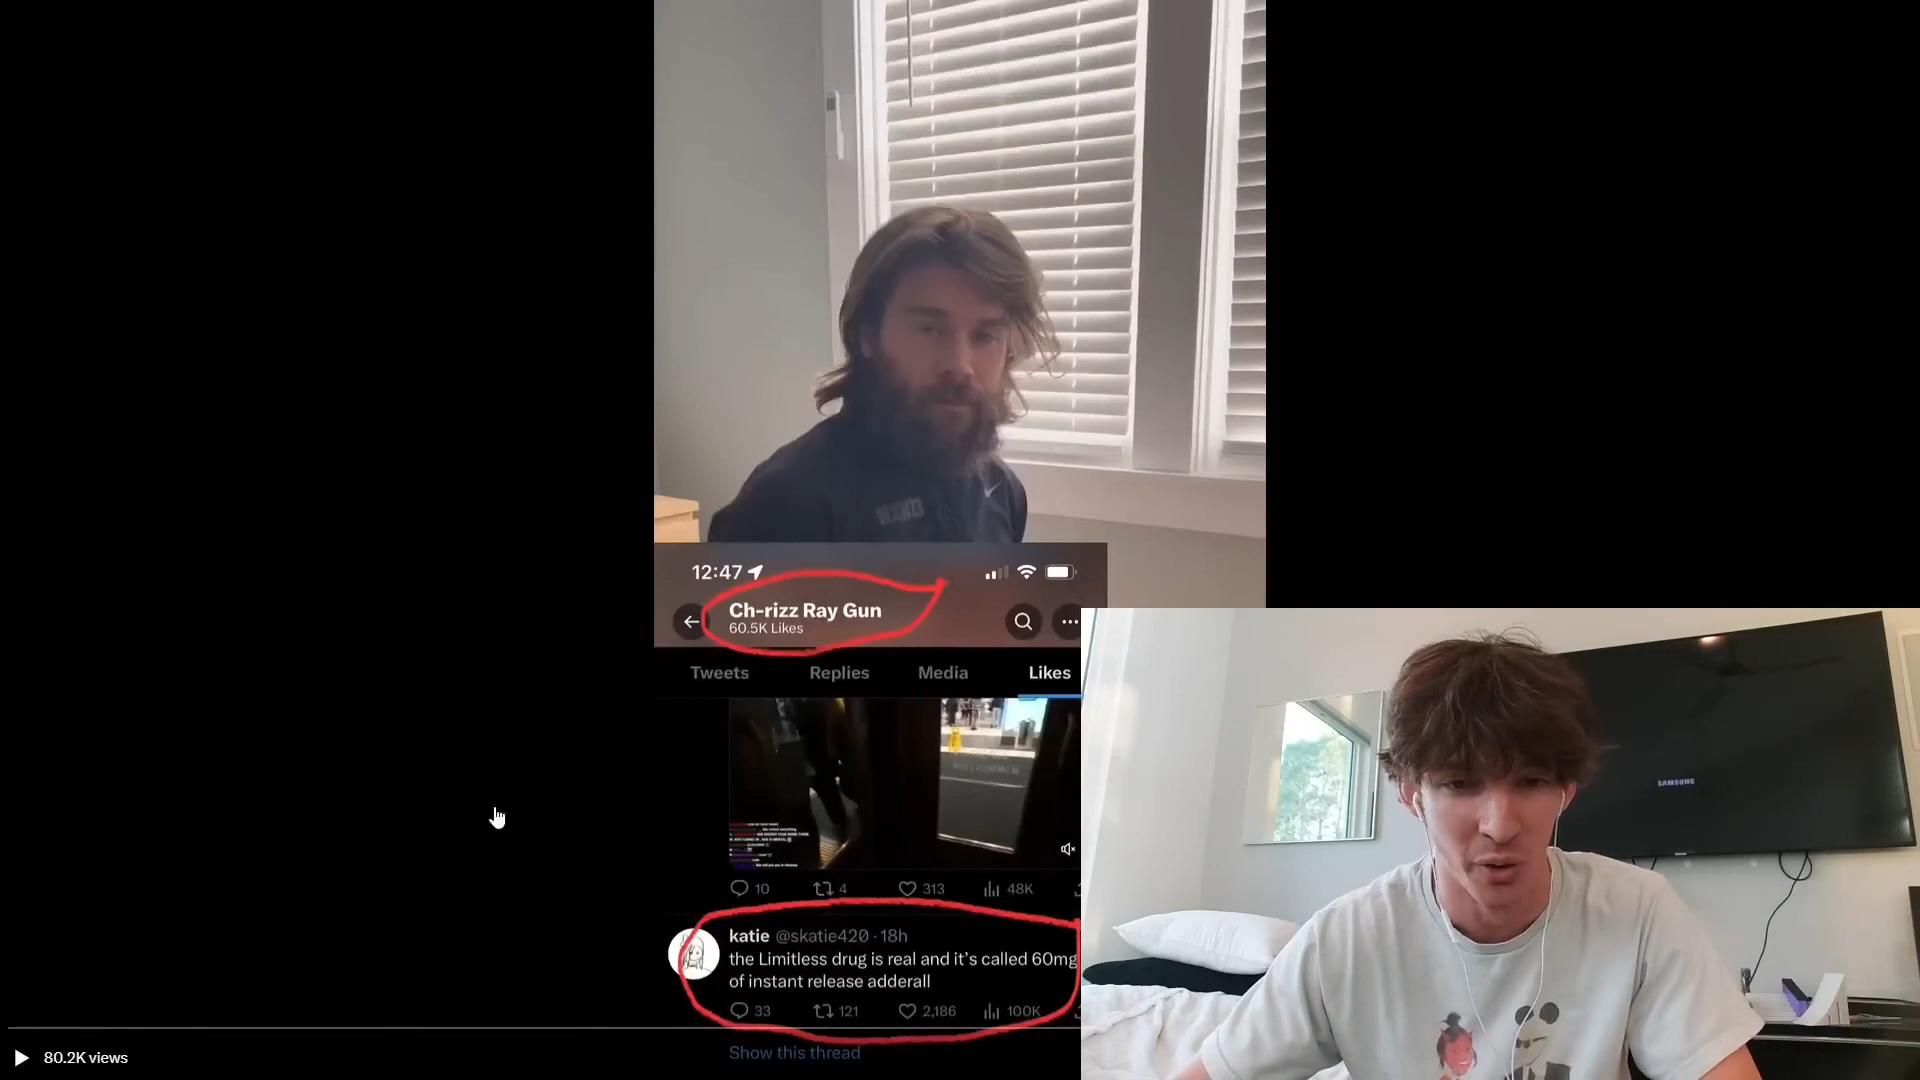 12:47
Ch-rizz Ray Gun
60.5K Likes
Tweets Replies Media Likes
10 4 313 48K
katie @skatie420 · 18h
the Limitless drug is real and it's called 60mg
of instant release adderall
33 121 2,186 100K
Show this thread
80.2K views
SAMSUNG